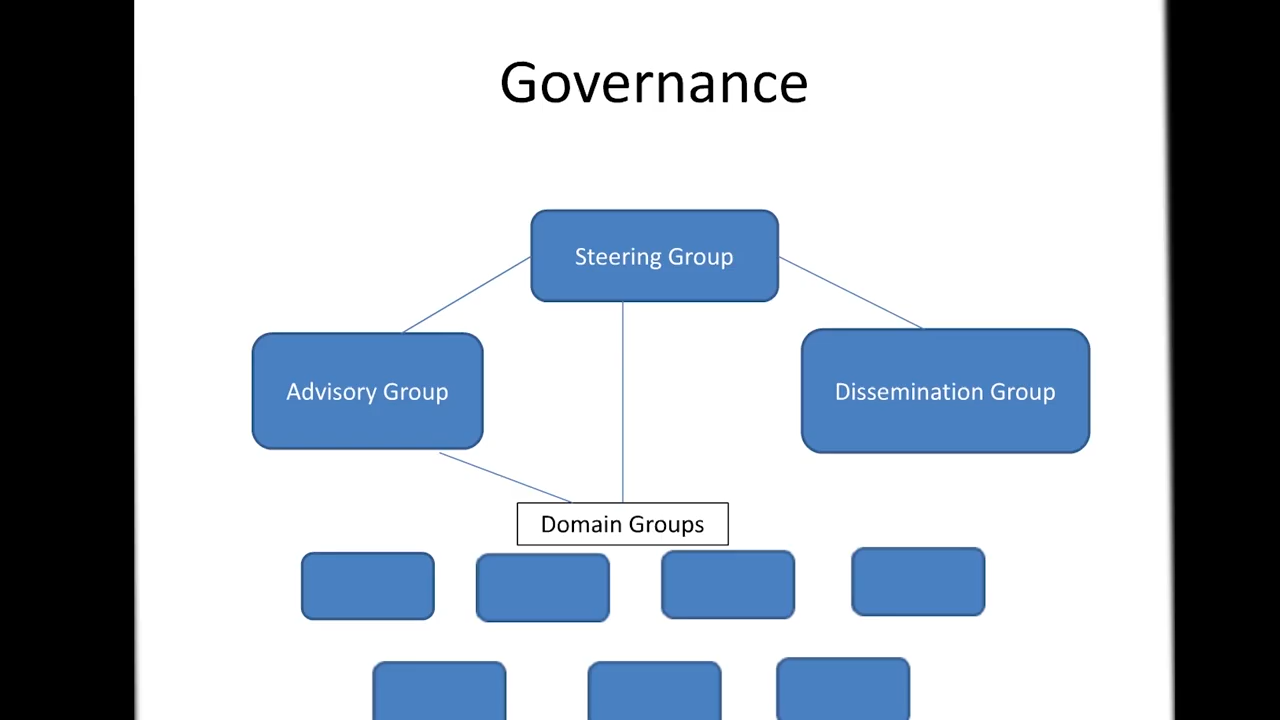 Governance
Steering Group
Advisory Group
Dissemination Group
Domain Groups